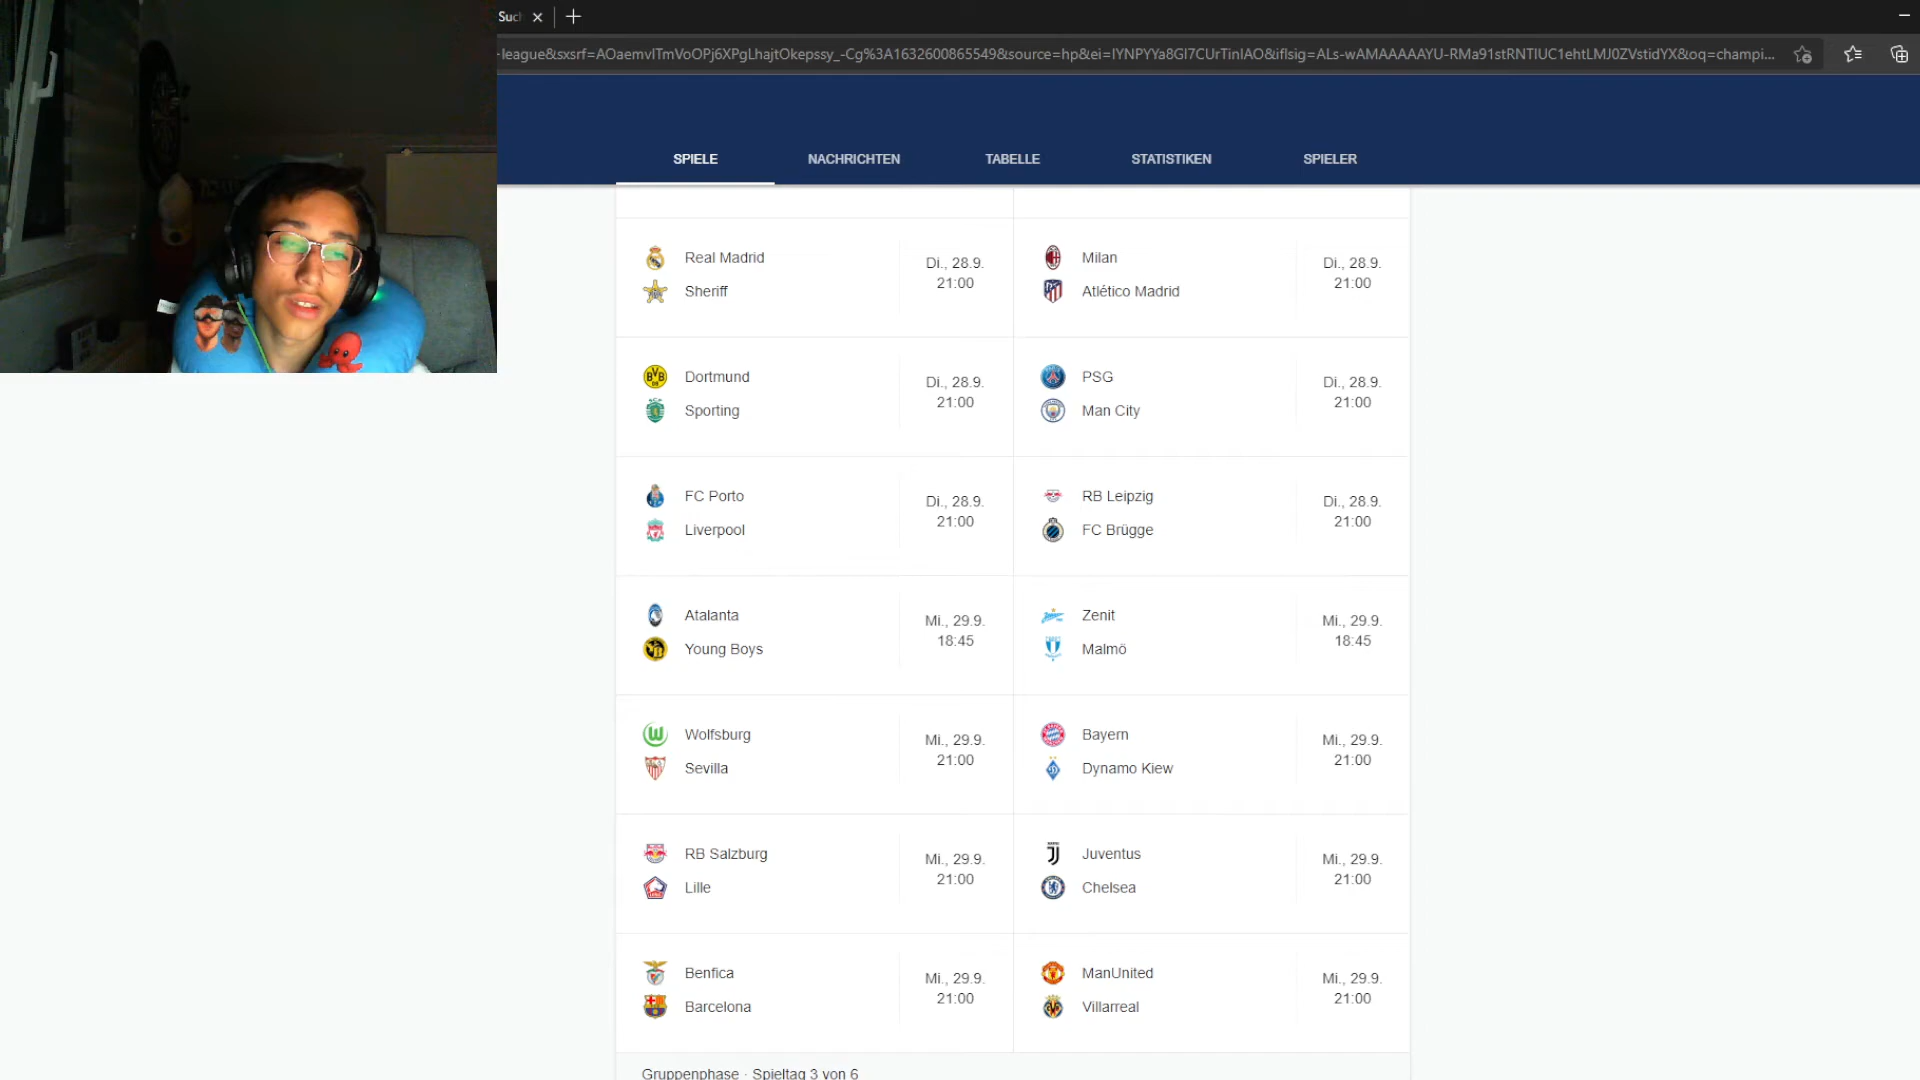 Suc
-league&sxsrf=AOaemvITmVoOPj6XPgLhajtOkepssy_-Cg%3A1632600865549&source=hp&ei=IYNPYYa8GI7CUrTinIAO&iflsig=ALs-wAMAAAAAYU-RMa91stRNTIUC1ehtLMJ0ZVstidYX&oq=champi...
SPIELE NACHRICHTEN TABELLE STATISTIKEN SPIELER
Real Madrid
Sheriff
Di., 28.9.
21:00
Milan
Atlético Madrid
Di., 28.9.
21:00
Dortmund
Sporting
Di., 28.9.
21:00
PSG
Man City
Di., 28.9.
21:00
FC Porto
Liverpool
Di., 28.9.
21:00
RB Leipzig
FC Brügge
Di., 28.9.
21:00
Atalanta
Young Boys
Mi., 29.9.
18:45
Zenit
Malmö
Mi., 29.9.
18:45
Wolfsburg
Sevilla
Mi., 29.9.
21:00
Bayern
Dynamo Kiew
Mi., 29.9.
21:00
RB Salzburg
Lille
Mi., 29.9.
21:00
Juventus
Chelsea
Mi., 29.9.
21:00
Benfica
Barcelona
Mi., 29.9.
21:00
ManUnited
Villarreal
Mi., 29.9.
21:00
Gruppenphase · Spieltag 3 von 6